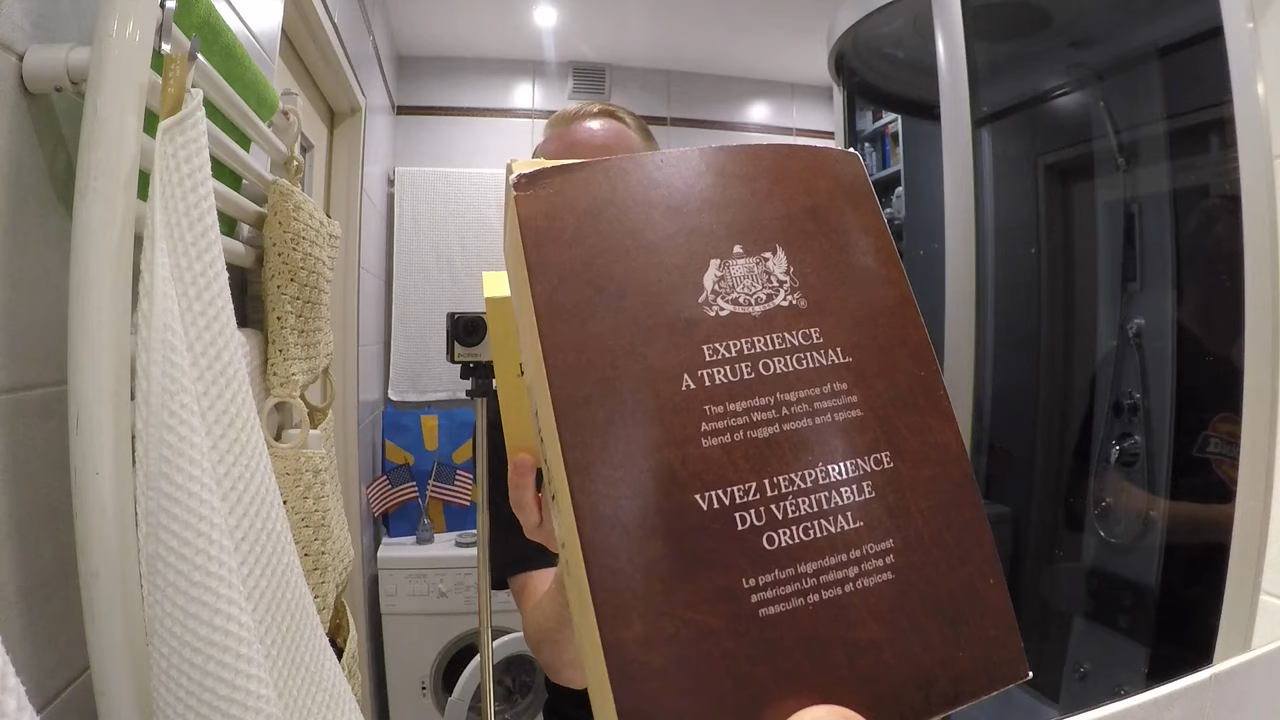 SINCE 1865
®
EXPERIENCE
A TRUE ORIGINAL.
The legendary fragrance of the
American West. A rich, masculine
blend of rugged woods and spices.
VIVEZ L'EXPÉRIENCE
DU VÉRITABLE
ORIGINAL.
Le parfum légendaire de l'Ouest
américain.Un mélange riche et
masculin de bois et d'épices.